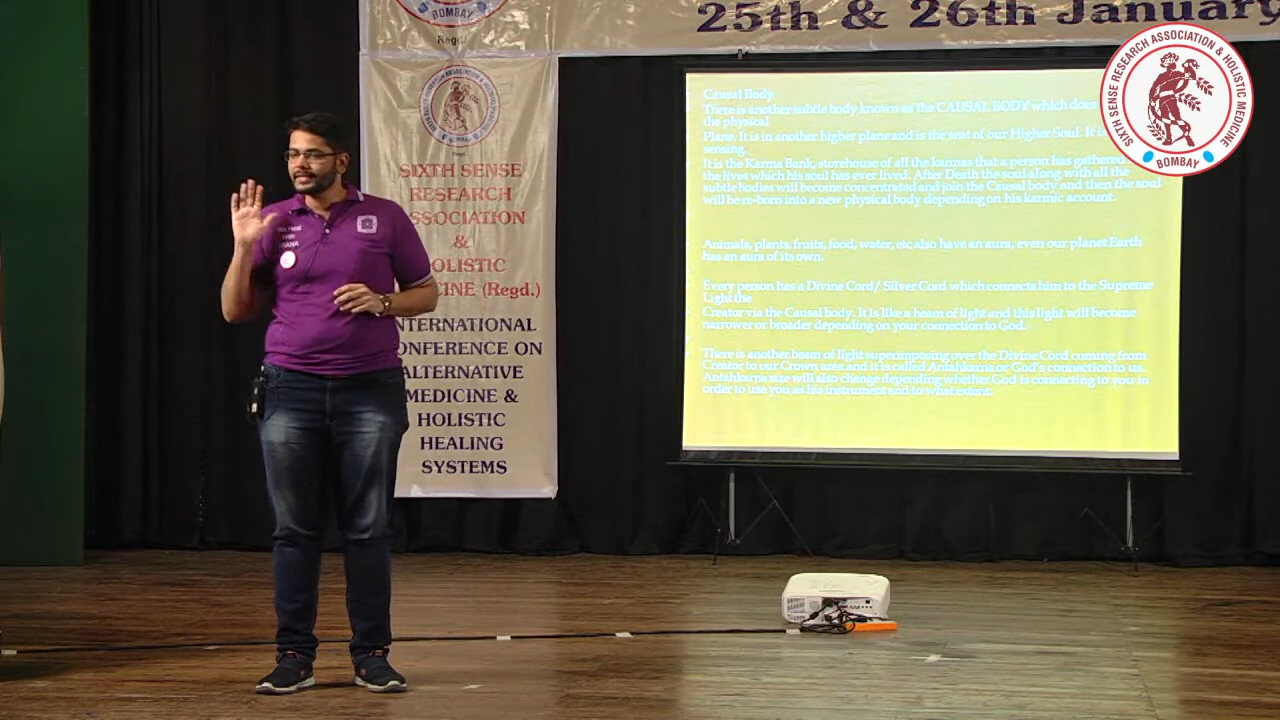 BOMBAY
Regd.
25th & 26th January
SIXTH SENSE RESEARCH ASSOCIATION & HOLISTIC MEDICINE
BOMBAY
SIXTH SENSE
RESEARCH
ASSOCIATION
&
HOLISTIC
MEDICINE (Regd.)
INTERNATIONAL
CONFERENCE ON
ALTERNATIVE
MEDICINE &
HOLISTIC
HEALING
SYSTEMS
Causal Body
There is another subtle body known as the CAUSAL BODY which does
the physical
Plane. It is in another higher plane and is the seat of our Higher Soul. It is
sensing.
It is the Karma Bank, storehouse of all the karmas that a person has gathered
the lives which his soul has ever lived. After Death the soul along with all the
subtle bodies will become concentrated and join the Causal body and then the soul
will be re-born into a new physical body depending on his karmic account.
Animals, plants, fruits, food, water, etc also have an aura, even our planet Earth
has an aura of its own.
Every person has a Divine Cord/ Silver Cord which connects him to the Supreme
Light the
Creator via the Causal body. It is like a beam of light and this light will become
narrower or broader depending on your connection to God.
There is another beam of light superimposing over the Divine Cord coming from
Creator to our Crown area and it is called Antahkarna or God's connection to us.
Antahkarna size will also change depending whether God is connecting to you in
order to use you as his instrument and to what extent.